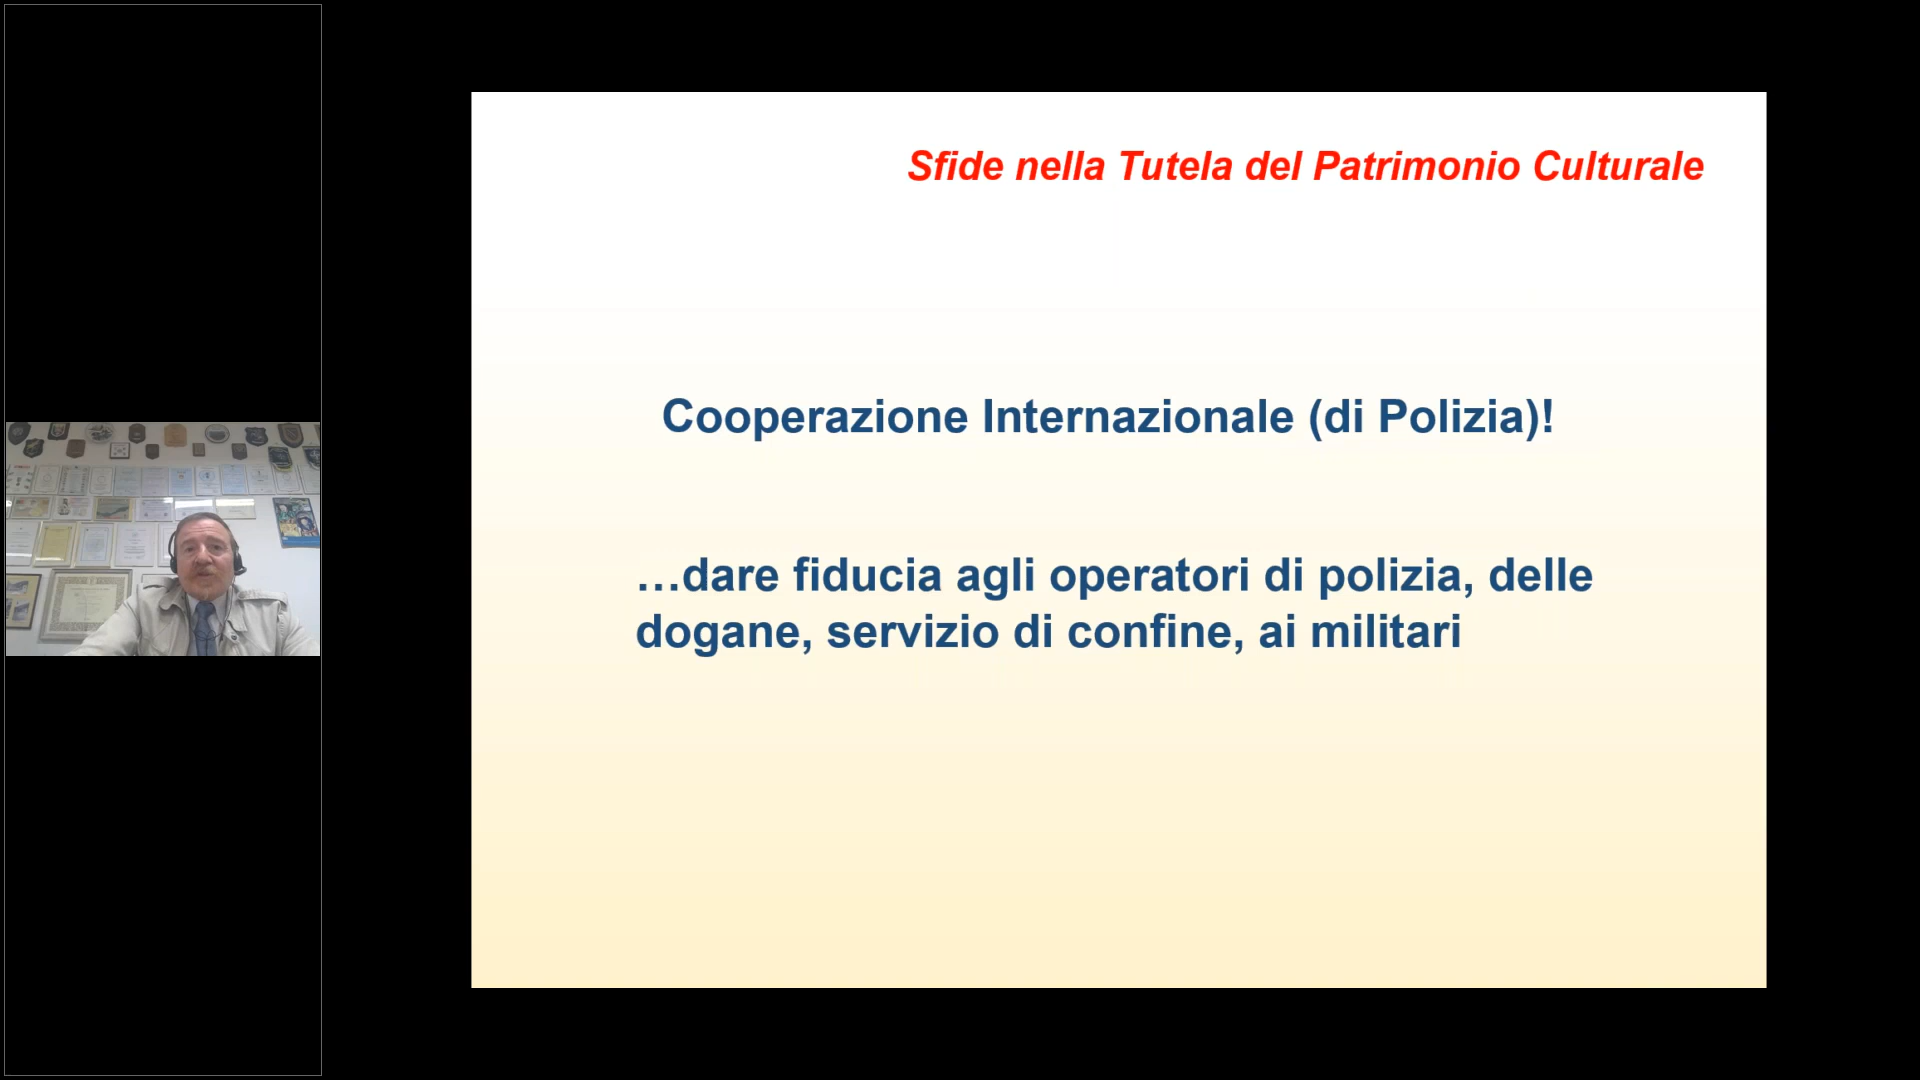 Sfide nella Tutela del Patrimonio Culturale
Cooperazione Internazionale (di Polizia)!
…dare fiducia agli operatori di polizia, delle
dogane, servizio di confine, ai militari